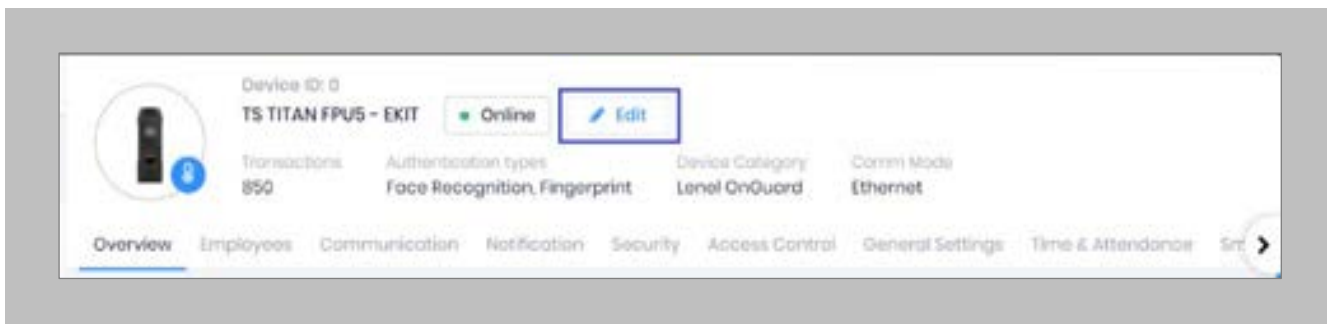 Device ID: 0
TS TITAN FPU5 - EKIT
Online
Edit
Transactions Authentication types Device Category Comm Mode
850 Face Recognition, Fingerprint Lenel OnGuard Ethernet
Overview Employees Communication Notification Security Access Control General Settings Time & Attendance